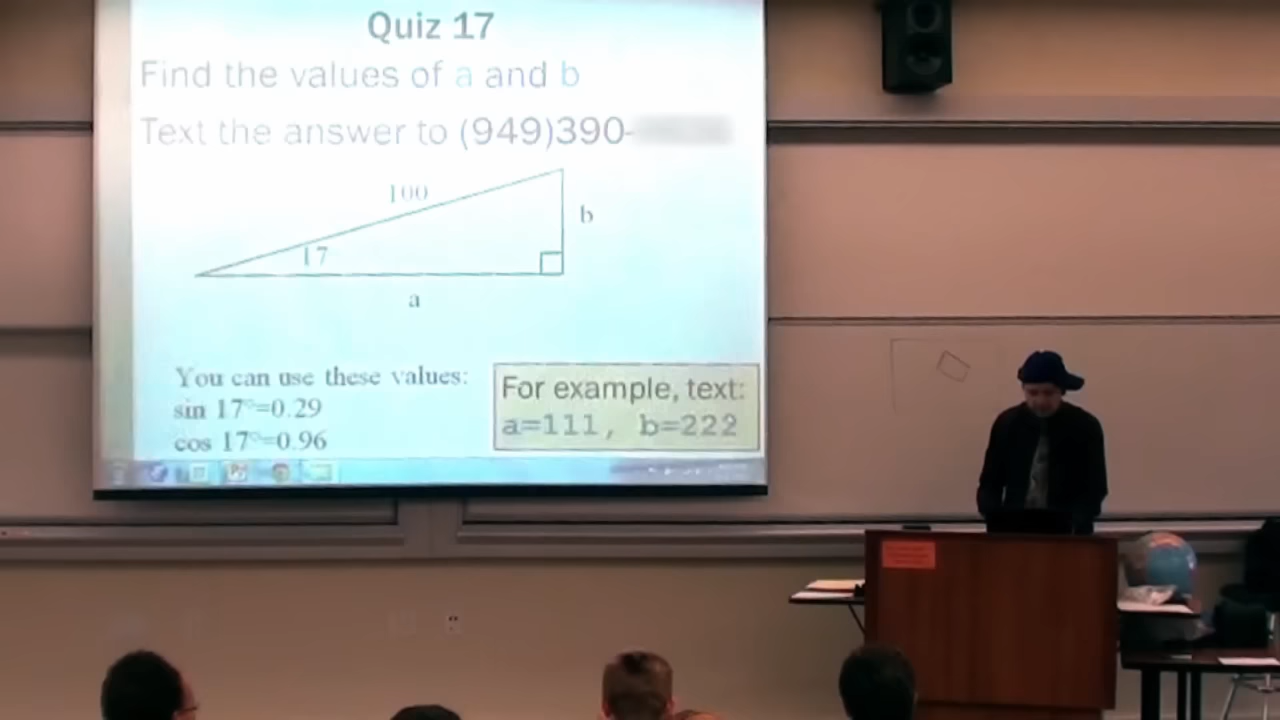 Quiz 17
Find the values of a and b
Text the answer to (949)390-
100
b
17
a
You can use these values:
sin 17°=0.29
cos 17°=0.96
For example, text:
a=111, b=222